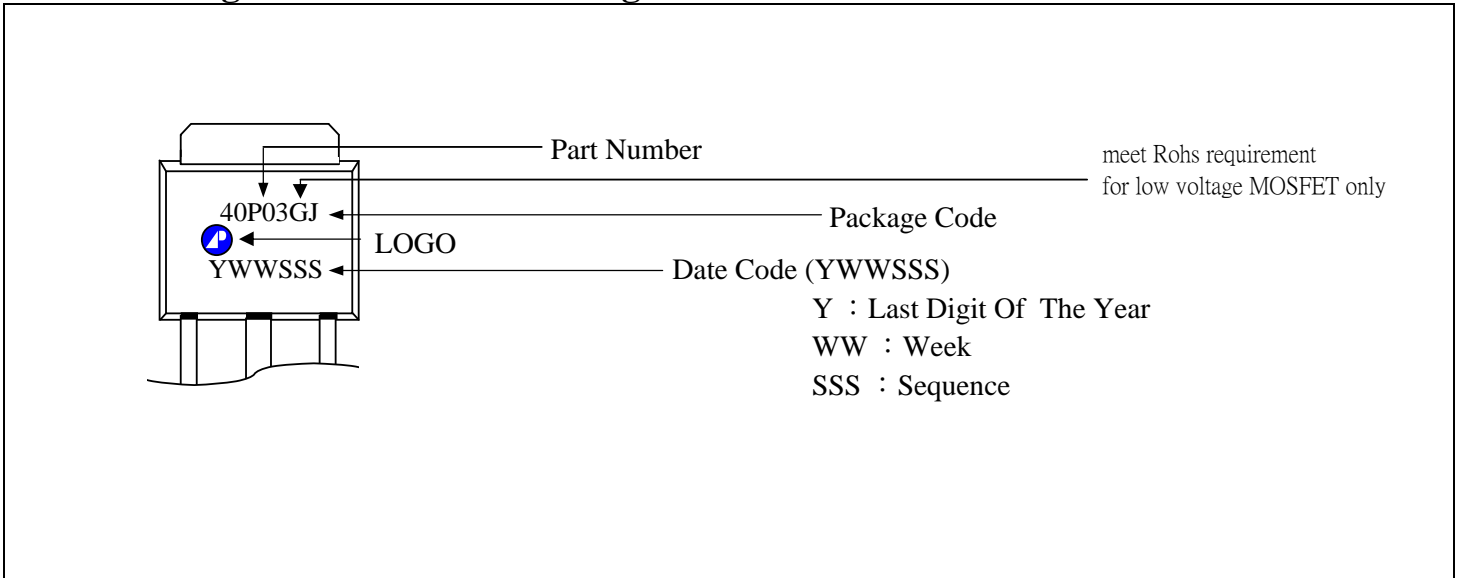 Part Number
meet Rohs requirement
for low voltage MOSFET only
40P03GJ
Package Code
LOGO
YWWSSS
Date Code (YWWSSS)
Y ：Last Digit Of The Year
WW ：Week
SSS ：Sequence